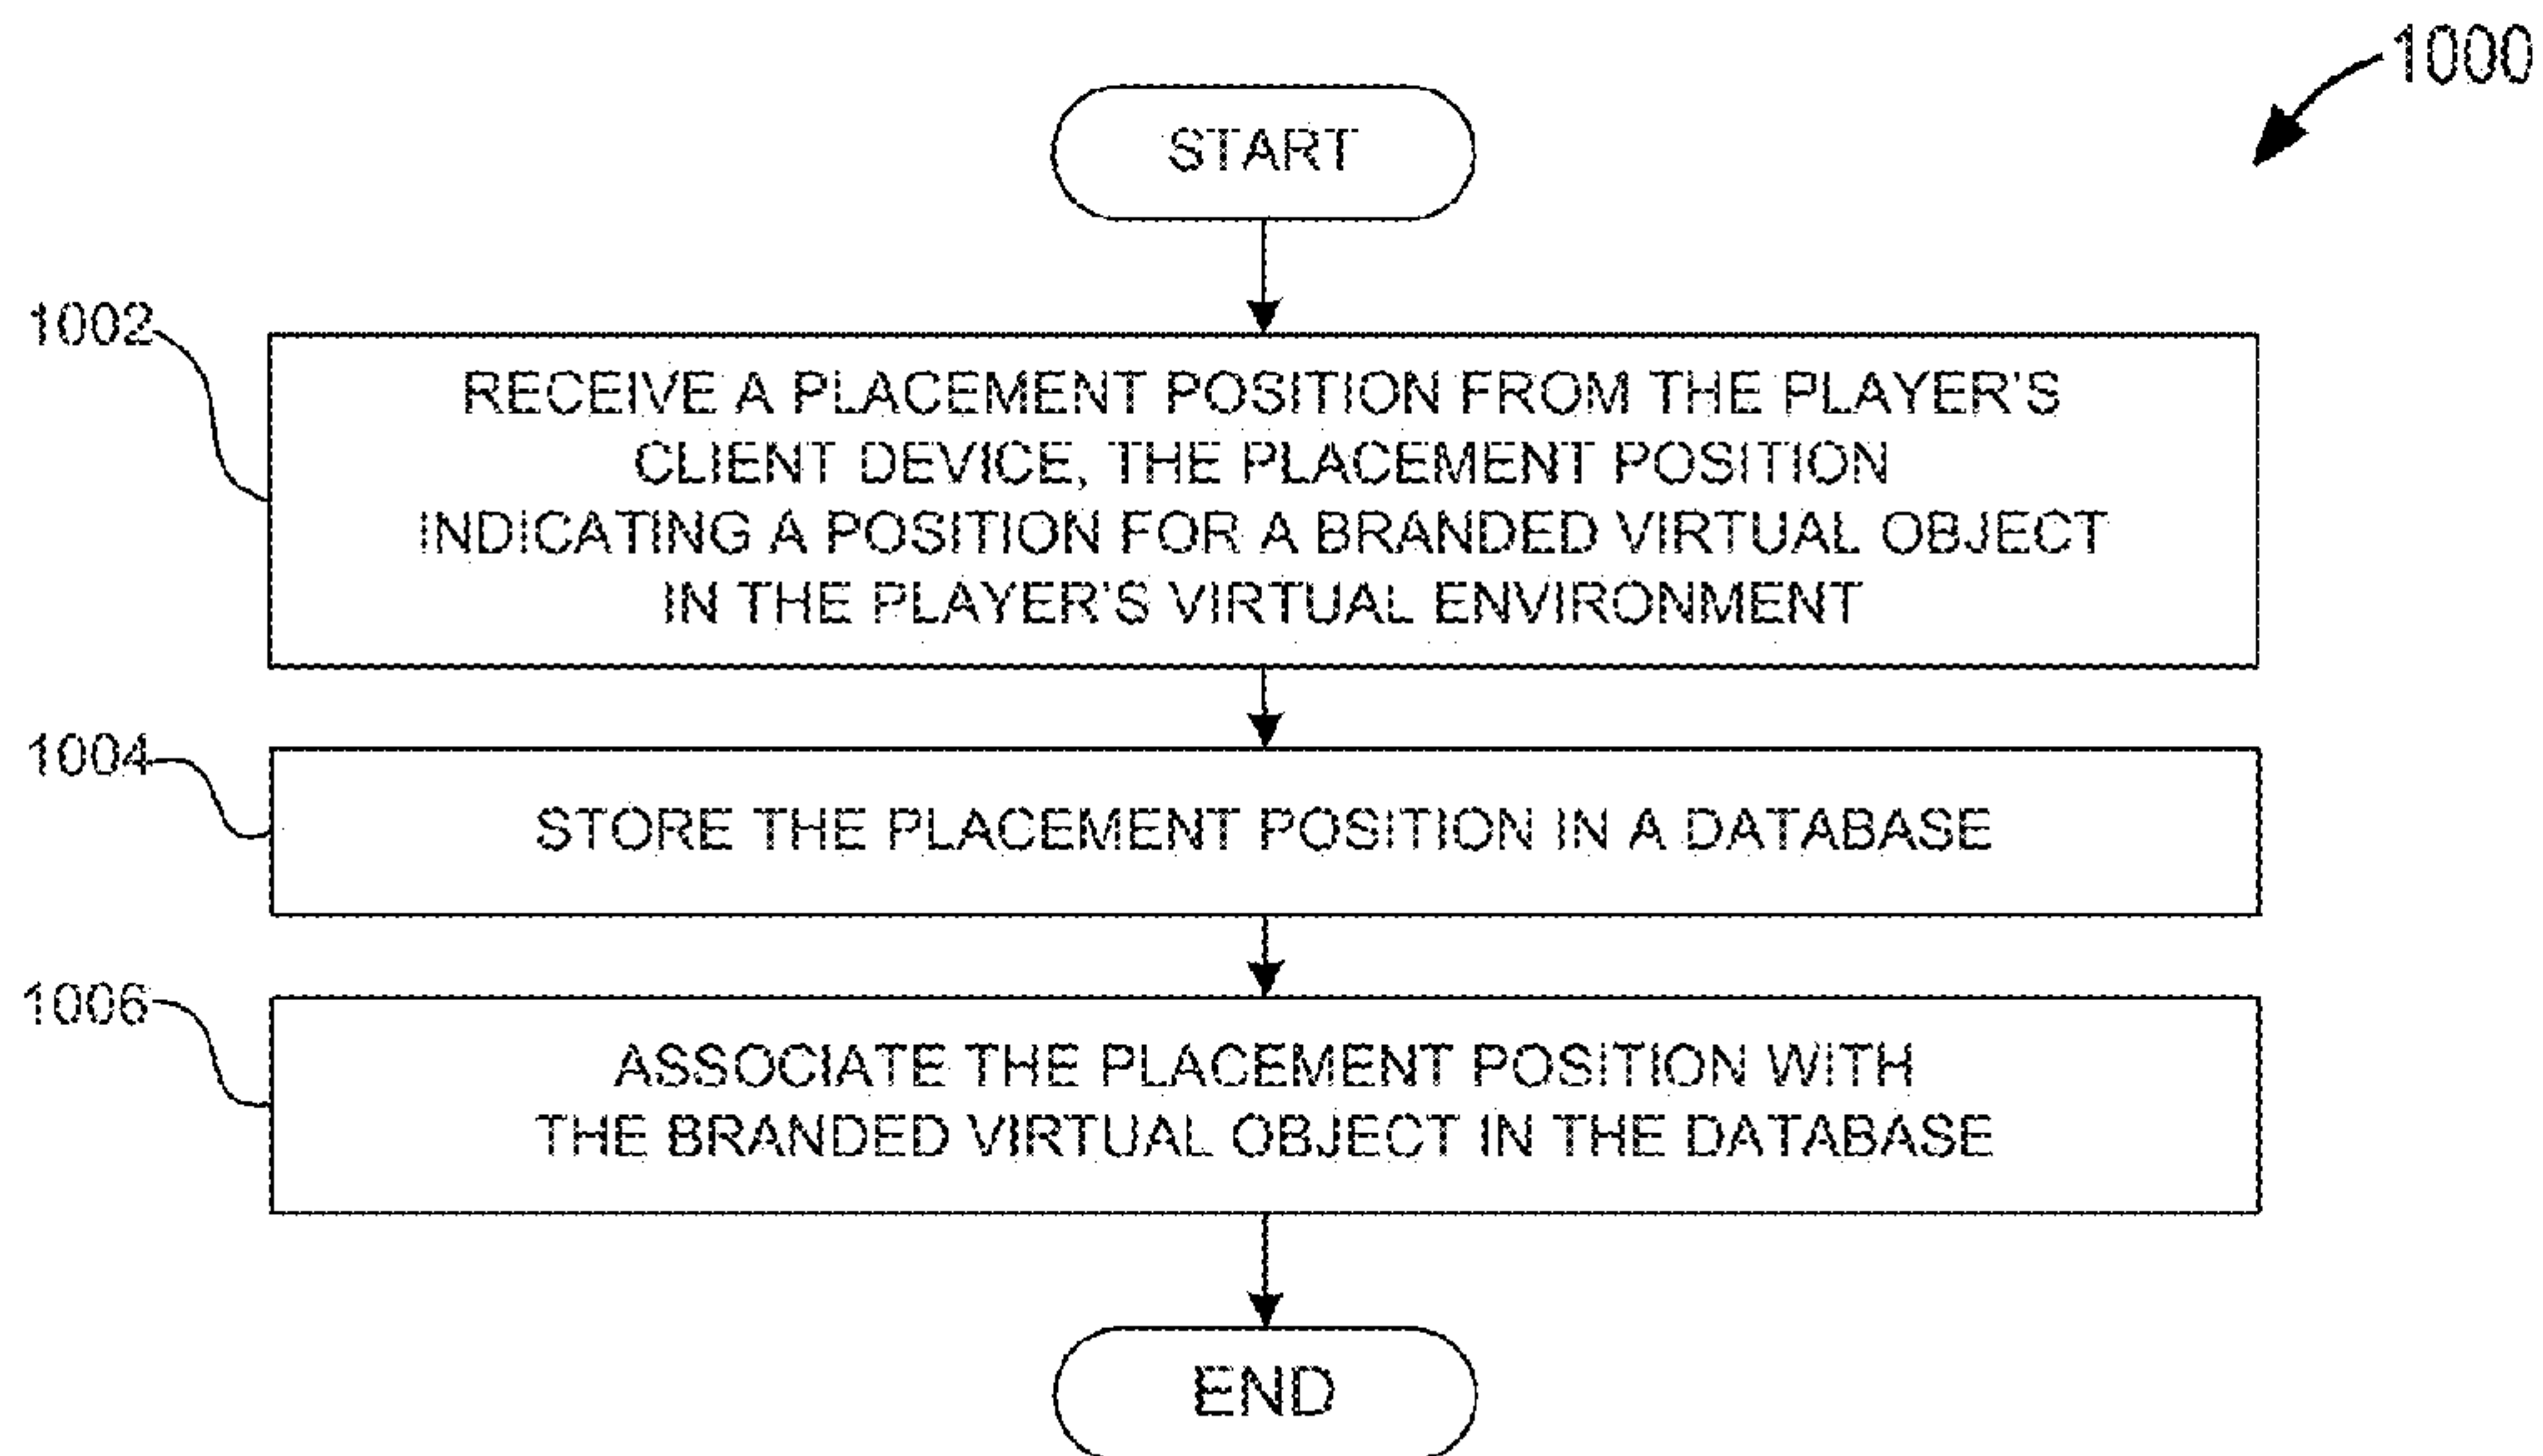 1000
START
1002
RECEIVE A PLACEMENT POSITION FROM THE PLAYER'S
CLIENT DEVICE, THE PLACEMENT POSITION
INDICATING A POSITION FOR A BRANDED VIRTUAL OBJECT
IN THE PLAYER'S VIRTUAL ENVIRONMENT
1004
STORE THE PLACEMENT POSITION IN A DATABASE
1006
ASSOCIATE THE PLACEMENT POSITION WITH
THE BRANDED VIRTUAL OBJECT IN THE DATABASE
END